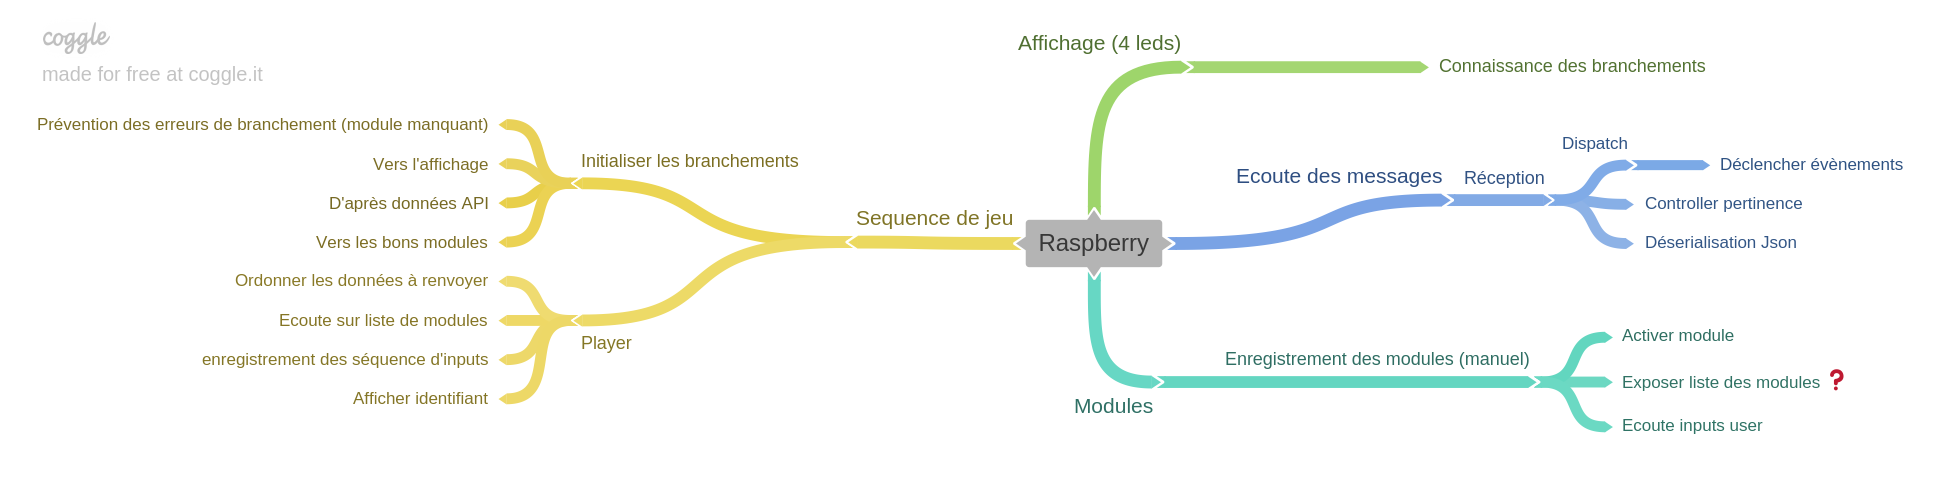 coggle
made for free at coggle.it
Raspberry
Affichage (4 leds)
Connaissance des branchements
Ecoute des messages
Réception
Dispatch
Déclencher évènements
Controller pertinence
Déserialisation Json
Modules
Enregistrement des modules (manuel)
Activer module
Exposer liste des modules ?
Ecoute inputs user
Sequence de jeu
Initialiser les branchements
Prévention des erreurs de branchement (module manquant)
Vers l'affichage
D'après données API
Vers les bons modules
Player
Ordonner les données à renvoyer
Ecoute sur liste de modules
enregistrement des séquence d'inputs
Afficher identifiant